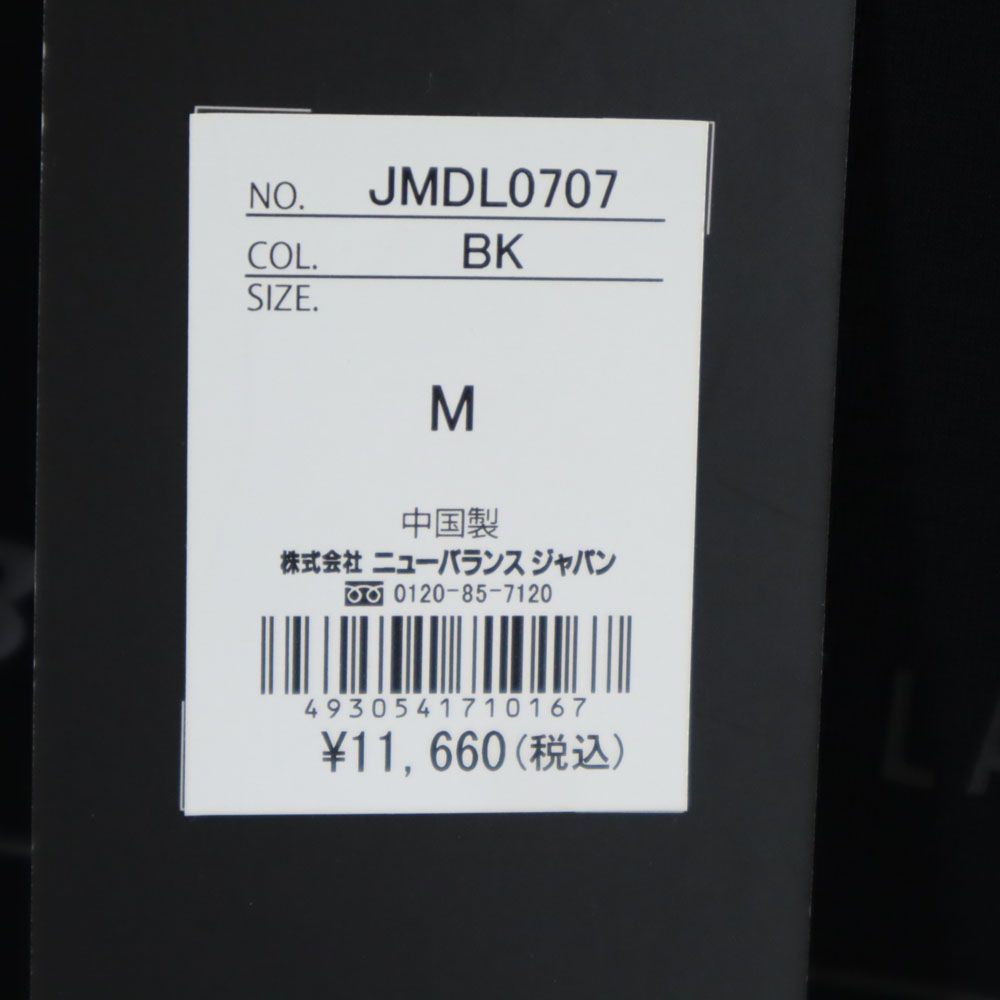 NO. JMDL0707
COL. BK
SIZE.
M
中国製
株式会社 ニューバランス ジャパン
0120-85-7120
4930541710167
¥11,660(税込)